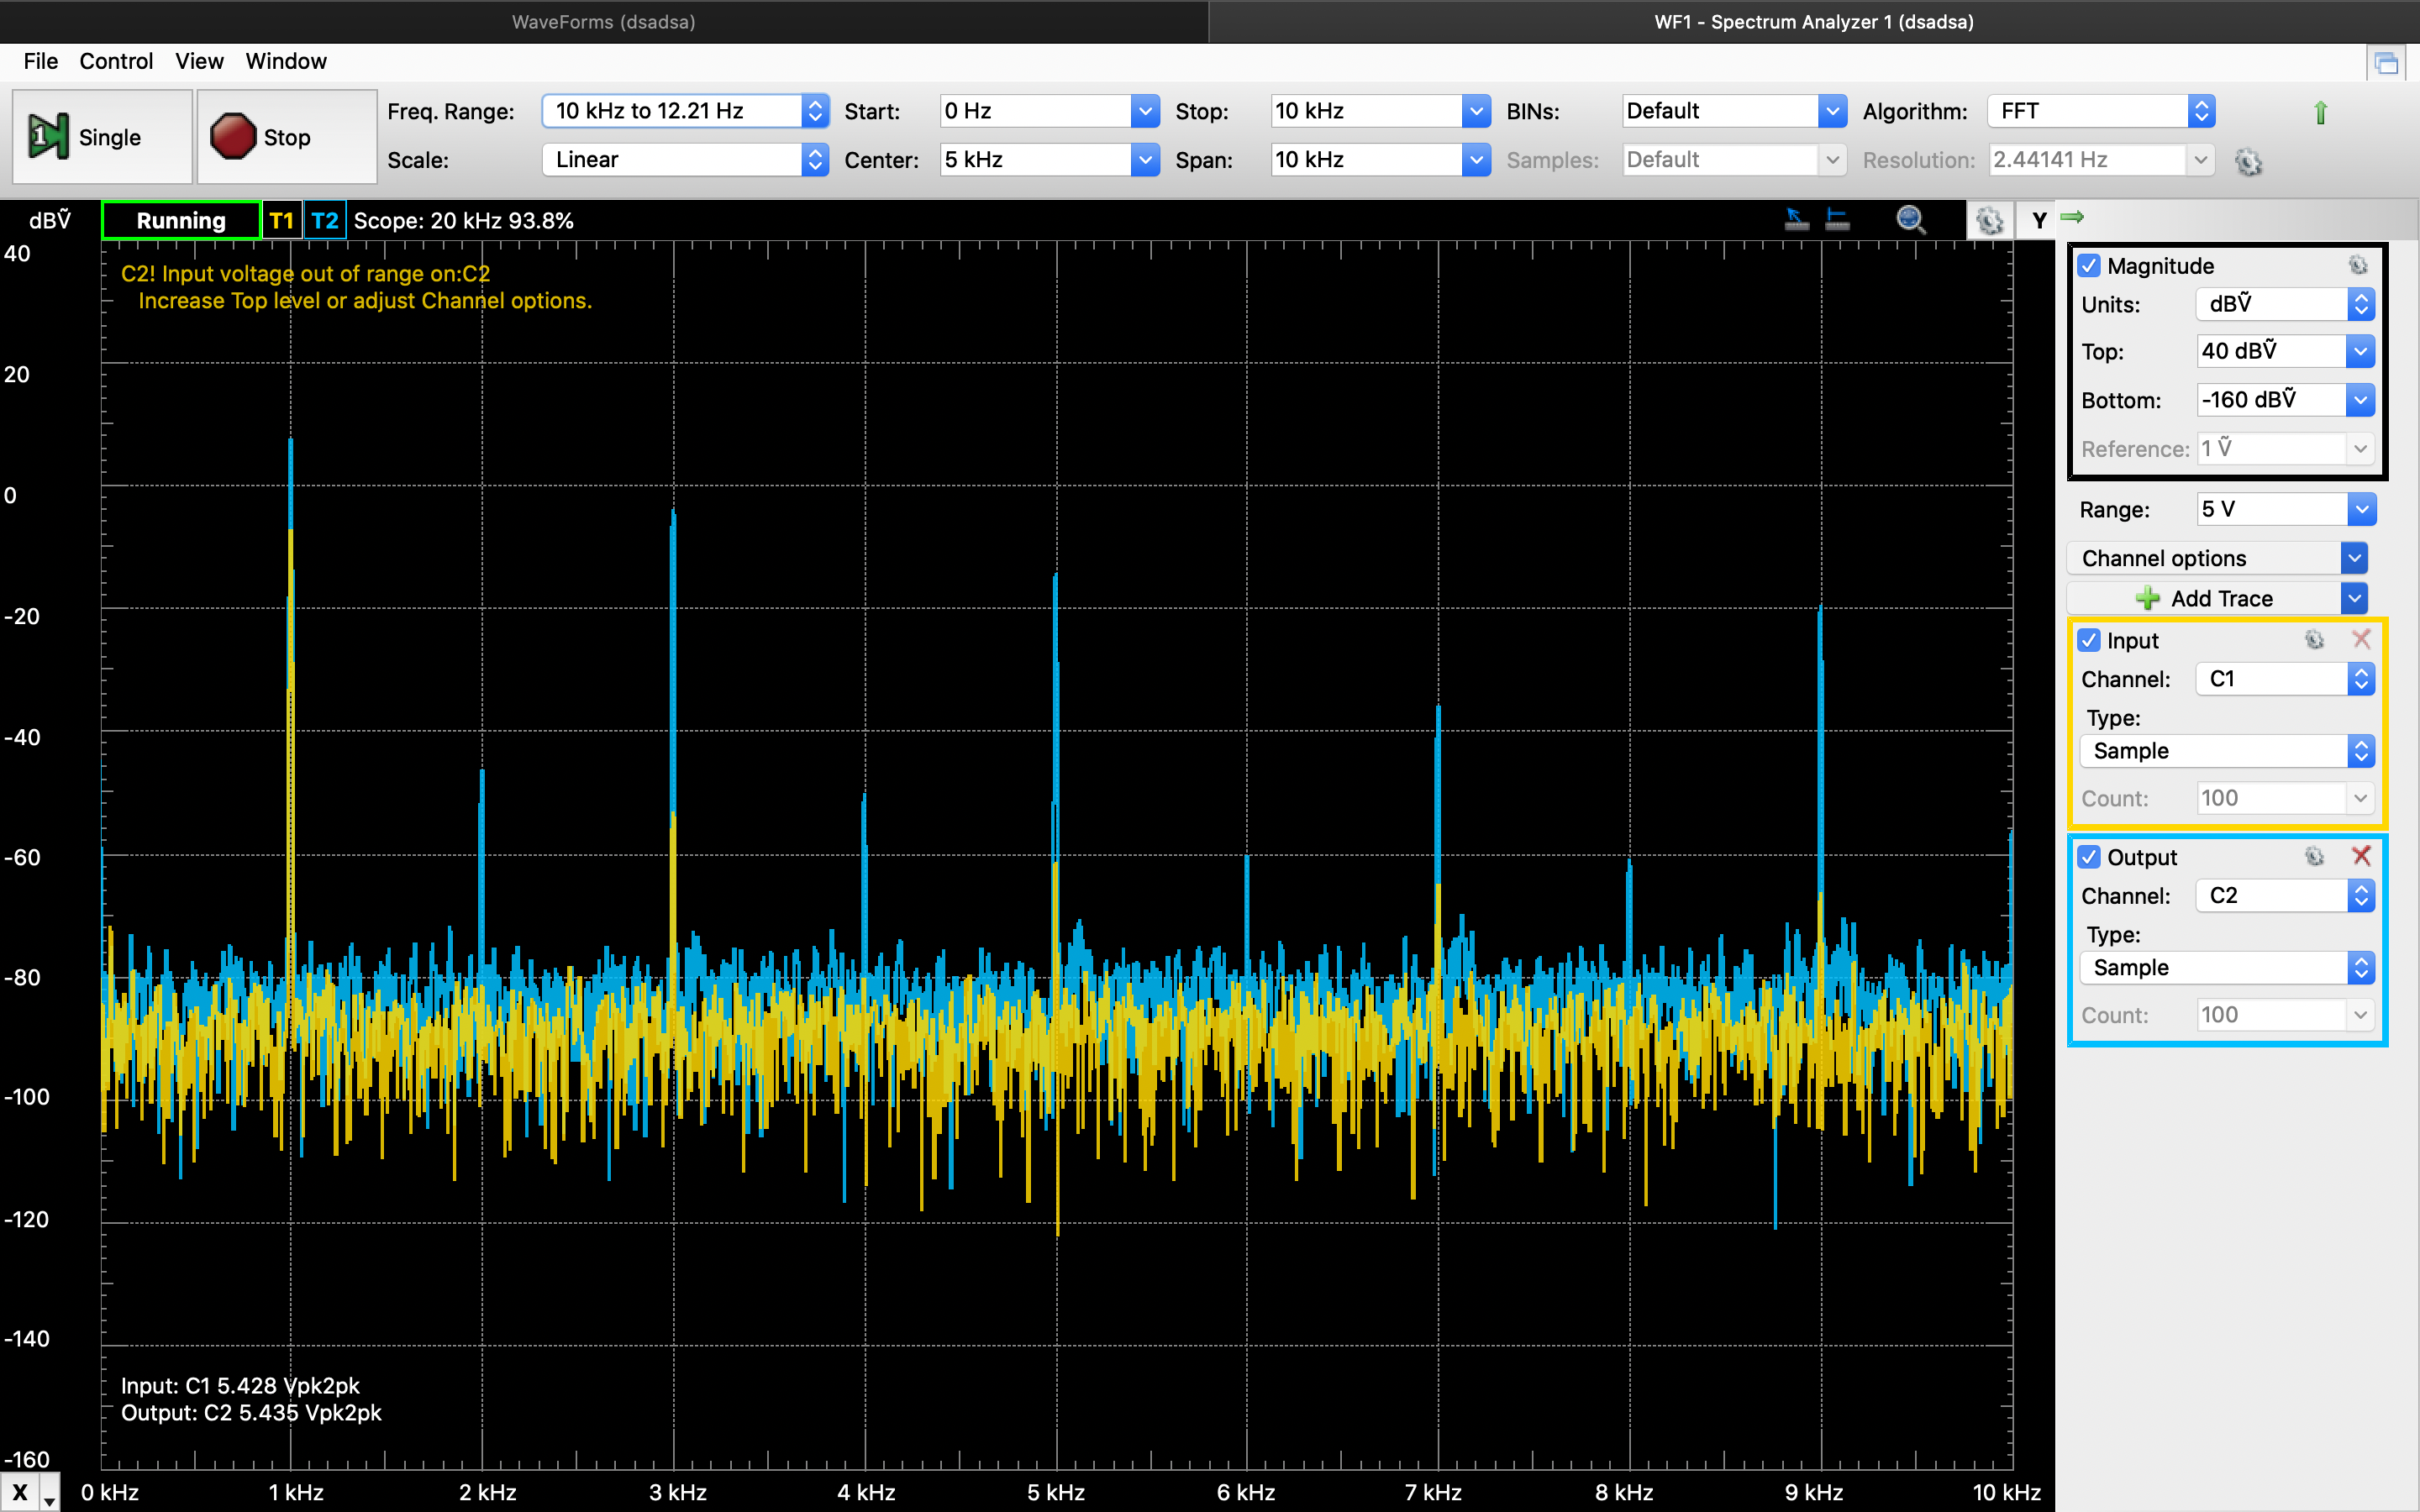 WaveForms (dsadsa)
WF1 - Spectrum Analyzer 1 (dsadsa)
File Control View Window
1 Single
Stop
Freq. Range: 10 kHz to 12.21 Hz Start: 0 Hz Stop: 10 kHz BINs: Default Algorithm: FFT
Scale: Linear Center: 5 kHz Span: 10 kHz Samples: Default Resolution: 2.44141 Hz
dBṼ Running T1 T2 Scope: 20 kHz 93.8% Y
C2! Input voltage out of range on:C2
Increase Top level or adjust Channel options.
40
20
0
-20
-40
-60
-80
-100
-120
-140
-160
Input: C1 5.428 Vpk2pk
Output: C2 5.435 Vpk2pk
X 0 kHz 1 kHz 2 kHz 3 kHz 4 kHz 5 kHz 6 kHz 7 kHz 8 kHz 9 kHz 10 kHz
Magnitude
Units: dBṼ
Top: 40 dBṼ
Bottom: -160 dBṼ
Reference: 1 Ṽ
Range: 5 V
Channel options
Add Trace
Input
Channel: C1
Type:
Sample
Count: 100
Output
Channel: C2
Type:
Sample
Count: 100